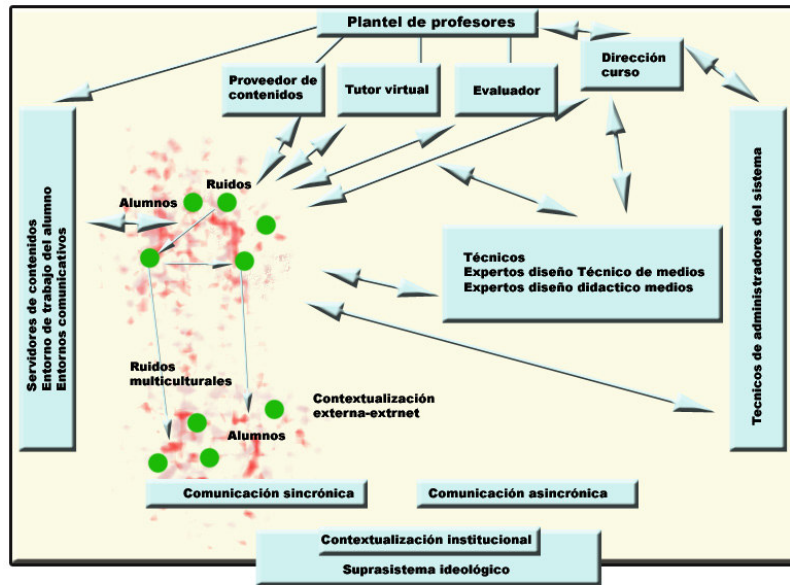 Plantel de profesores
Proveedor de
contenidos
Tutor virtual
Evaluador
Dirección
curso
Servidores de contenidos
Entorno de trabajo del alumno
Entornos comunicativos
Ruidos
Alumnos
Tecnicos de administradores del sistema
Técnicos
Expertos diseño Técnico de medios
Expertos diseño didactico medios
Ruidos
multiculturales
Contextualización
externa-extrnet
Alumnos
Comunicación sincrónica
Comunicación asincrónica
Contextualización institucional
Suprasistema ideológico